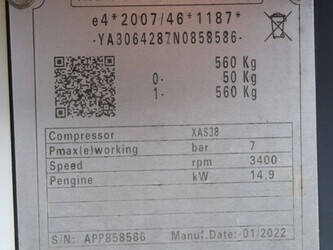 e4*2007/46*1187*
-YA3064287N0858586-
560 Kg
0- 50 Kg
1- 560 Kg
Compressor XAS38
Pmax(e)working bar 7
Speed rpm 3400
Pengine kW 14,9
S/N: APP858586 Manuf.Date: 01/2022